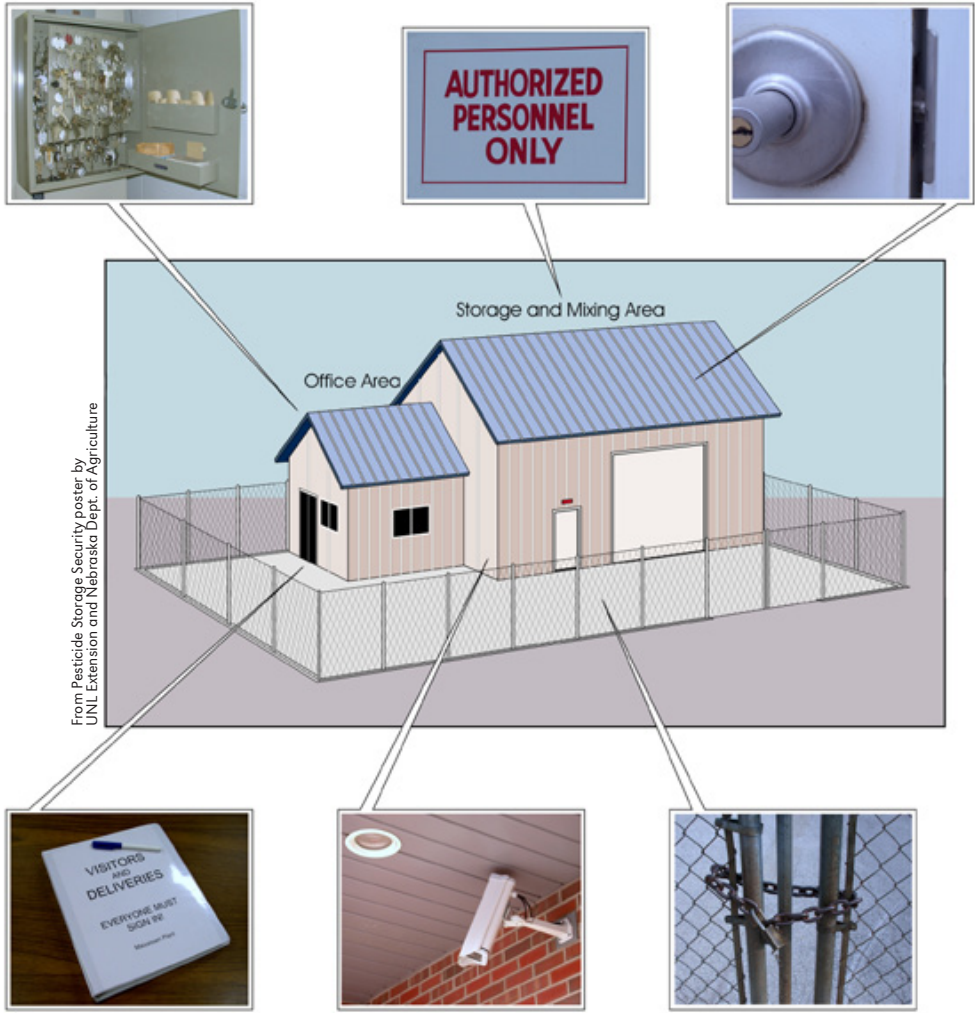 AUTHORIZED
PERSONNEL
ONLY
Storage and Mixing Area
Office Area
From Pesticide Storage Security poster by
UNL Extension and Nebraska Dept. of Agriculture
VISITORS
AND
DELIVERIES
EVERYONE MUST
SIGN IN!
Plant